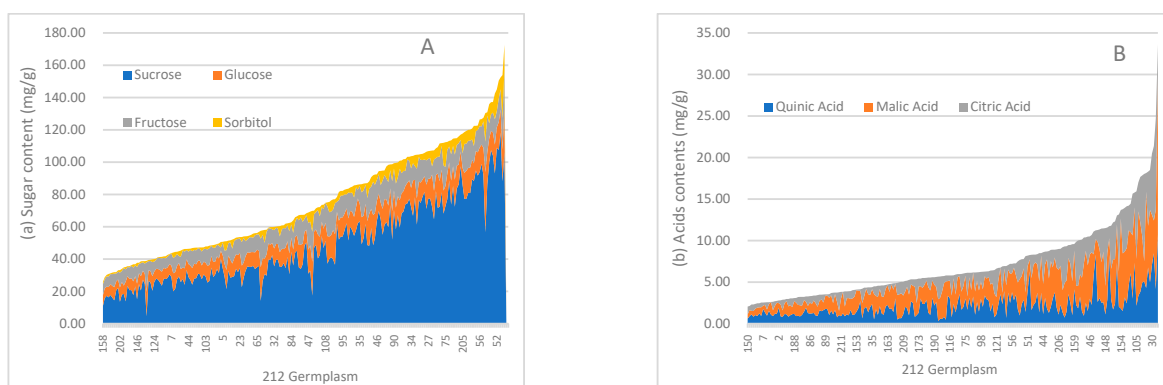 A
(a) Sugar content (mg/g)
180.00
160.00
140.00
120.00
100.00
80.00
60.00
40.00
20.00
0.00
Sucrose Glucose
Fructose Sorbitol
158 202 146 124 7 44 103 5 23 65 32 84 47 74 95 35 46 90 34 27 75 205 56 52
212 Germplasm
B
(b) Acids contents (mg/g)
35.00
30.00
25.00
20.00
15.00
10.00
5.00
0.00
Quinic Acid Malic Acid Citric Acid
150 7 2 188 86 89 211 153 35 163 209 173 190 116 75 98 121 56 51 44 206 159 46 148 154 105 30
212 Germplasm